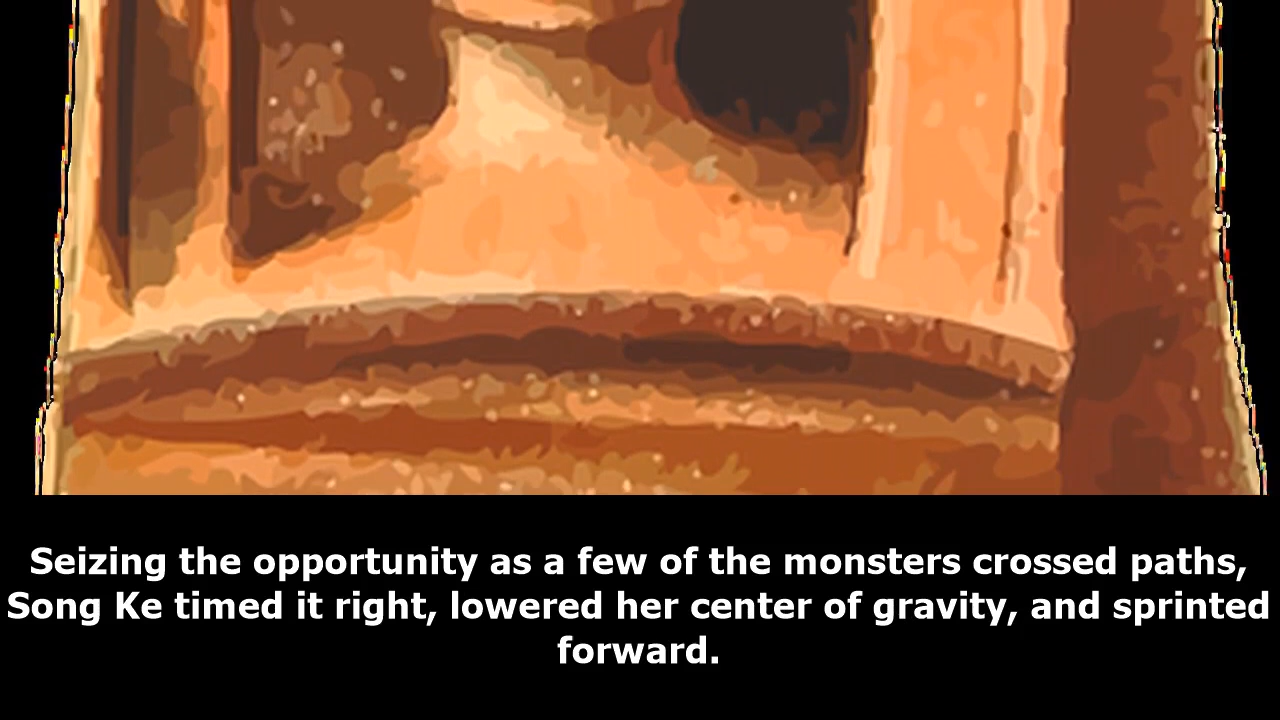 Seizing the opportunity as a few of the monsters crossed paths,
Song Ke timed it right, lowered her center of gravity, and sprinted
forward.